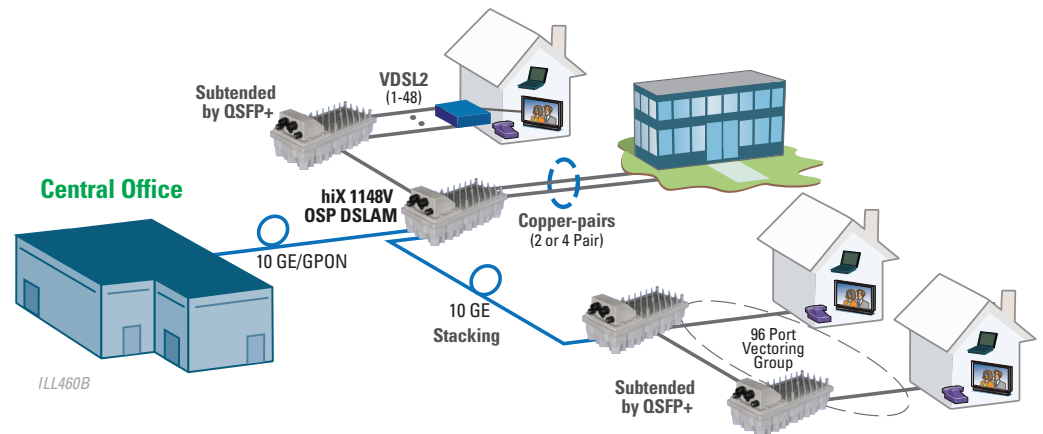 Subtended
by QSFP+
VDSL2
(1-48)
Central Office
hiX 1148V
OSP DSLAM
Copper-pairs
(2 or 4 Pair)
10 GE/GPON
10 GE
Stacking
96 Port
Vectoring
Group
Subtended
by QSFP+
ILL460B